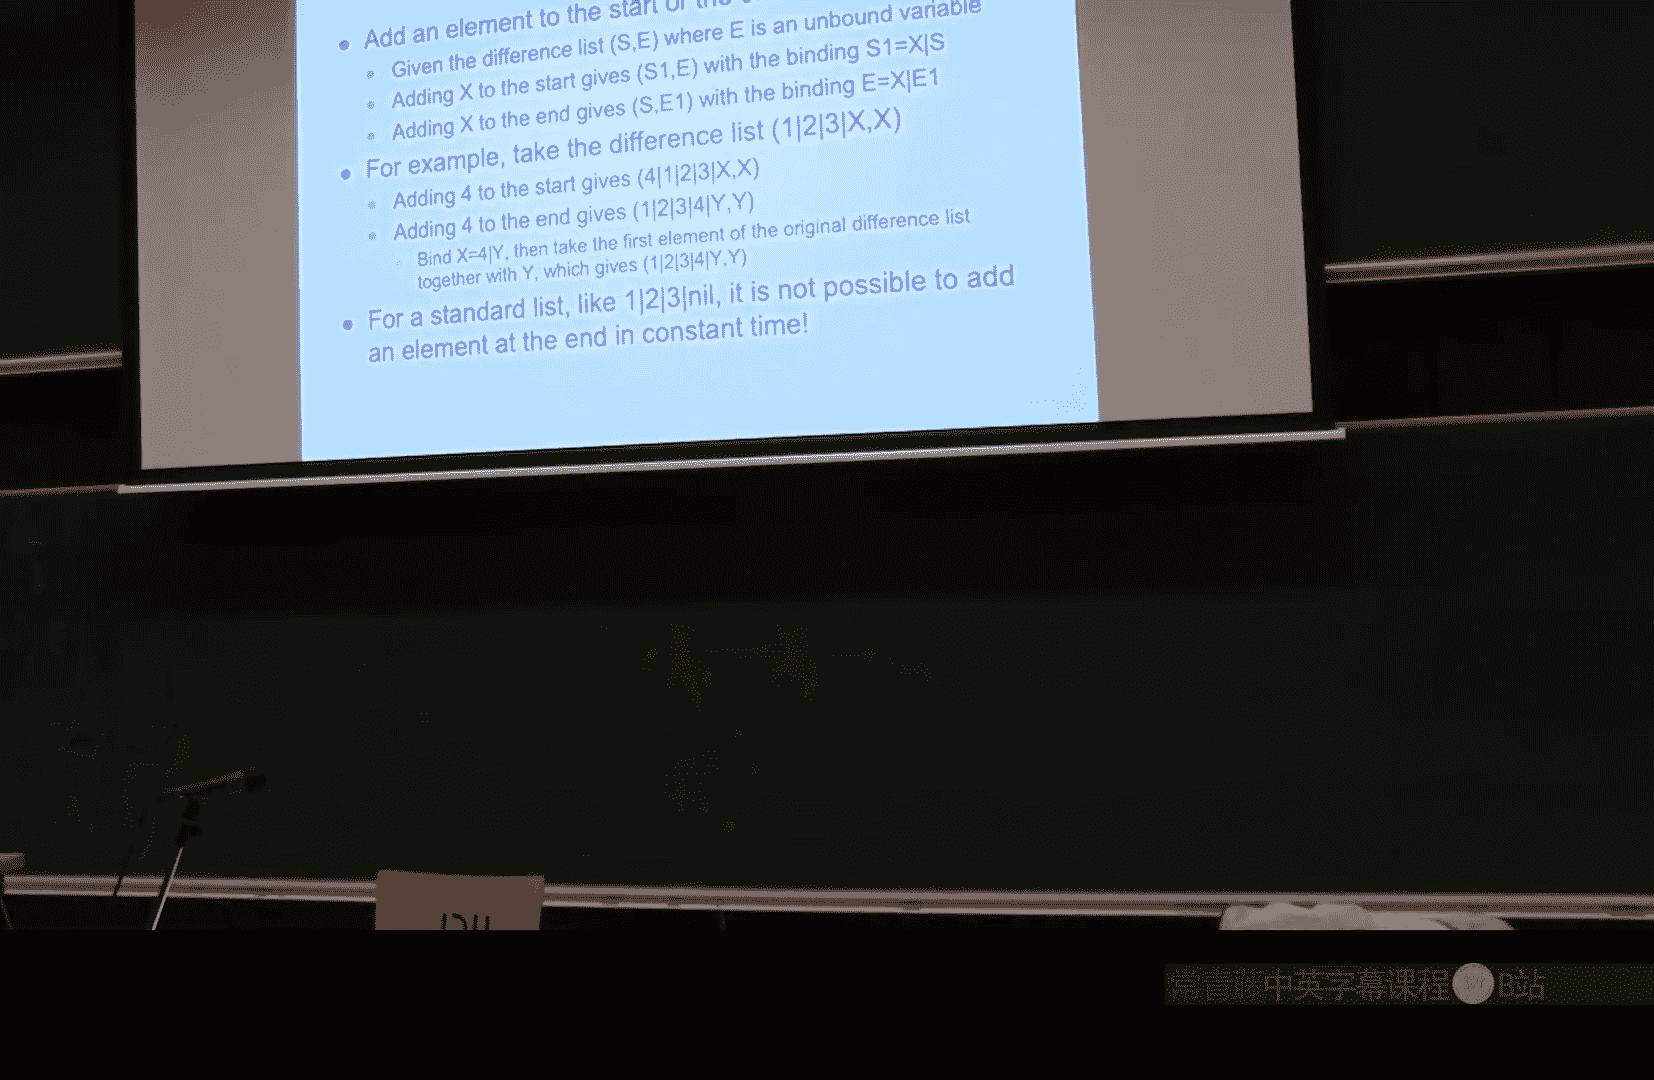 Add an element to the start or the
Given the difference list (S,E) where E is an unbound variable
Adding X to the start gives (S1,E) with the binding S1=X|S
Adding X to the end gives (S,E1) with the binding E=X|E1
For example, take the difference list (1|2|3|X,X)
Adding 4 to the start gives (4|1|2|3|X,X)
Adding 4 to the end gives (1|2|3|4|Y,Y)
Bind X=4|Y, then take the first element of the original difference list
together with Y, which gives (1|2|3|4|Y,Y)
For a standard list, like 1|2|3|nil, it is not possible to add
an element at the end in constant time!
常青藤中英字幕课程 B站